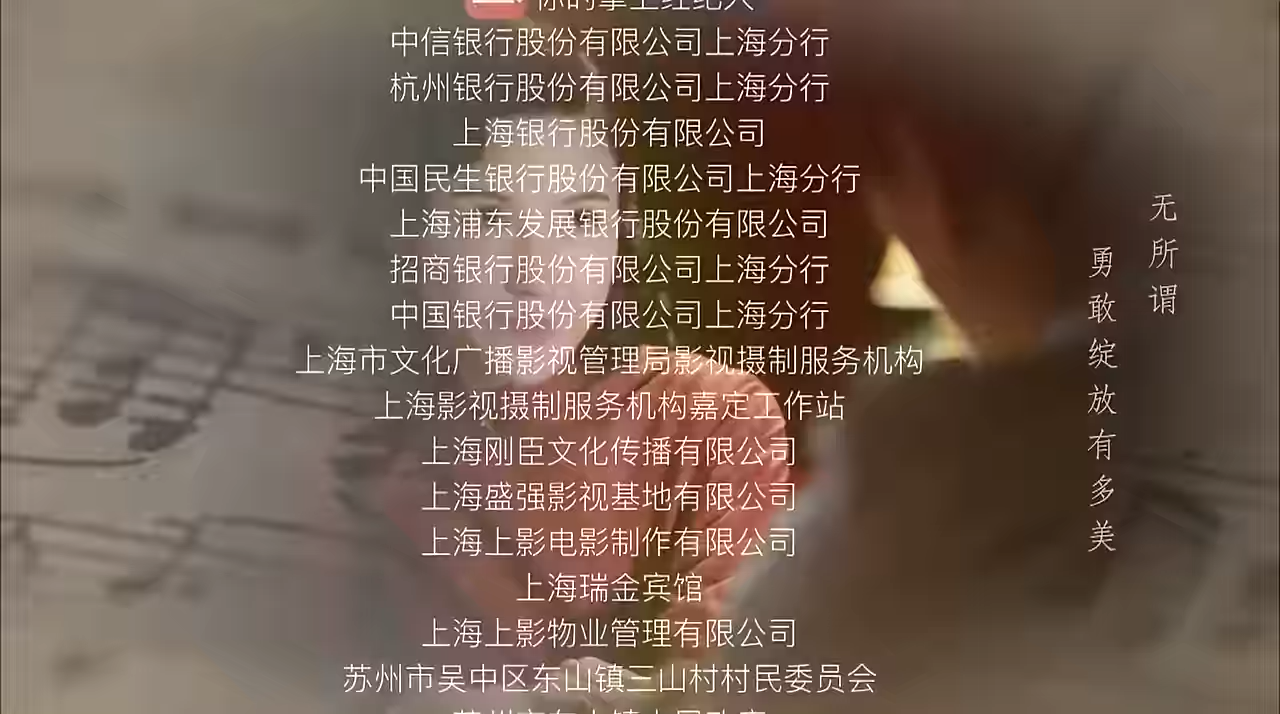 你的掌上经纪人
中信银行股份有限公司上海分行
杭州银行股份有限公司上海分行
上海银行股份有限公司
中国民生银行股份有限公司上海分行
上海浦东发展银行股份有限公司
招商银行股份有限公司上海分行
中国银行股份有限公司上海分行
上海市文化广播影视管理局影视摄制服务机构
上海影视摄制服务机构嘉定工作站
上海刚臣文化传播有限公司
上海盛强影视基地有限公司
上海上影电影制作有限公司
上海瑞金宾馆
上海上影物业管理有限公司
苏州市吴中区东山镇三山村村民委员会
无所谓
勇敢绽放有多美